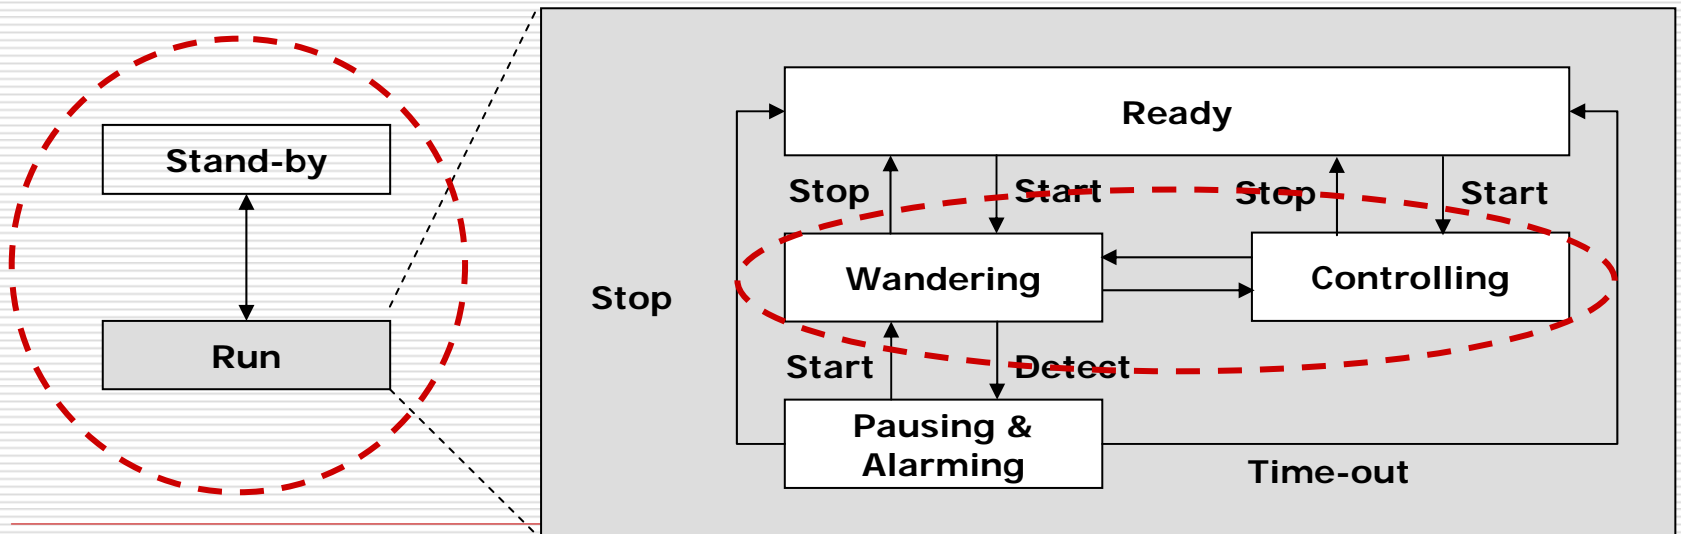 Stand-by
Run
Ready
Stop
Start
Stop
Start
Wandering
Controlling
Stop
Start
Detect
Pausing &
Alarming
Time-out